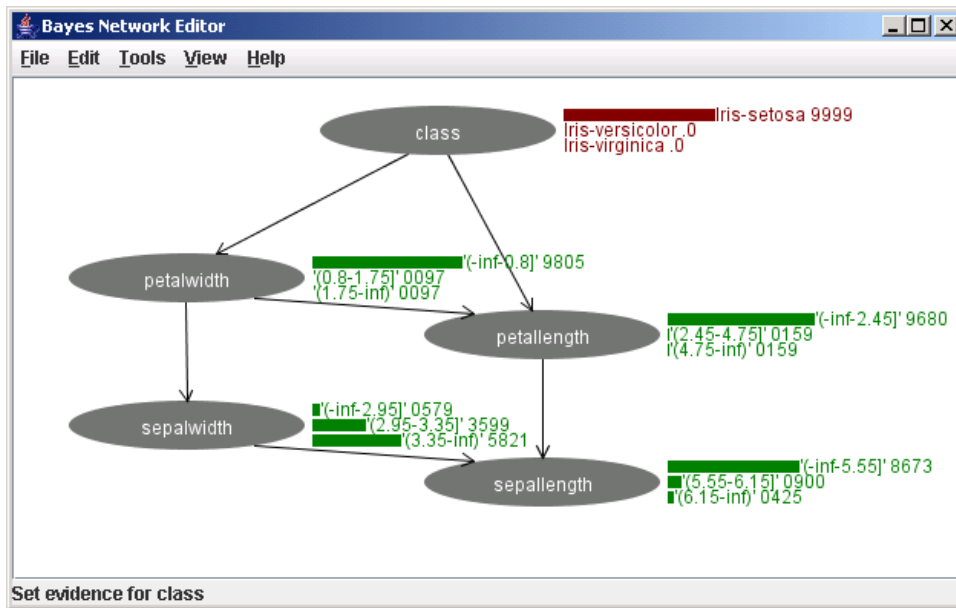 Bayes Network Editor
File Edit Tools View Help
class
Iris-setosa 9999
Iris-versicolor .0
Iris-virginica .0
petalwidth
'(-inf-0.8]' 9805
'(0.8-1.75]' 0097
'(1.75-inf)' 0097
petallength
'(-inf-2.45]' 9680
'(2.45-4.75]' 0159
'(4.75-inf)' 0159
sepalwidth
'(-inf-2.95]' 0579
'(2.95-3.35]' 3599
'(3.35-inf)' 5821
sepallength
'(-inf-5.55]' 8673
'(5.55-6.15]' 0900
'(6.15-inf)' 0425
Set evidence for class